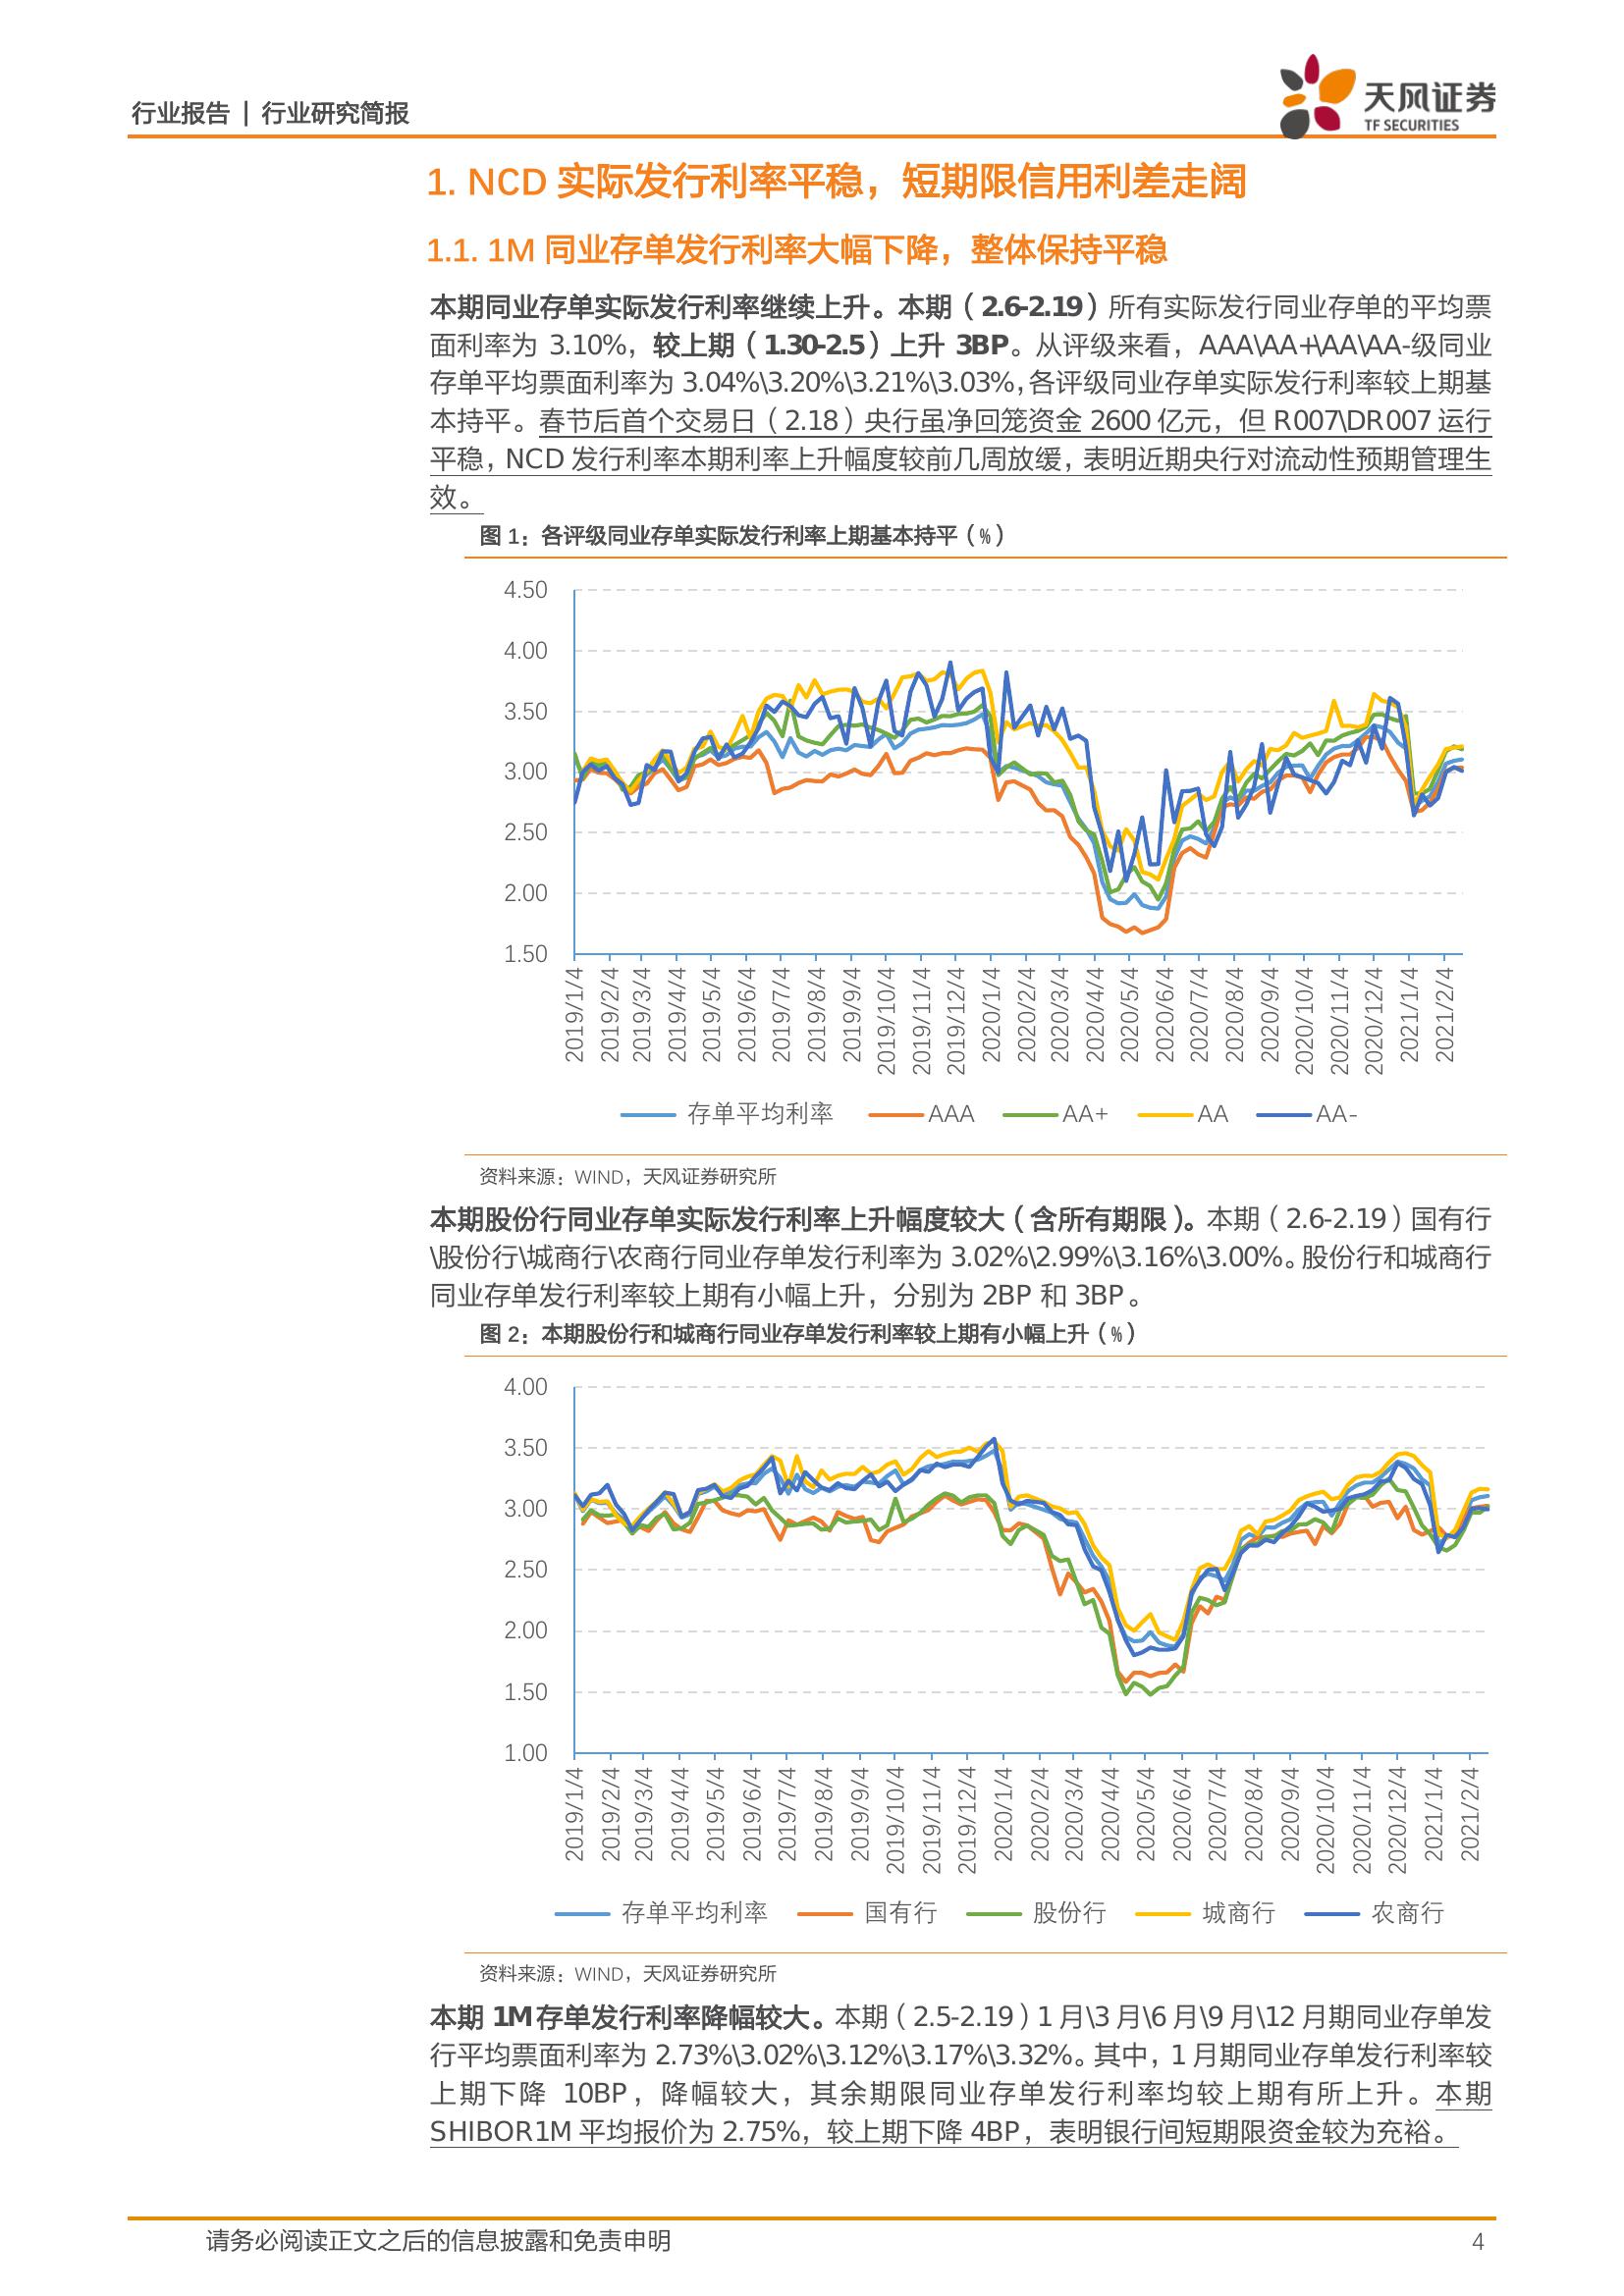 行业报告 | 行业研究简报
天风证券
TF SECURITIES
1. NCD 实际发行利率平稳，短期限信用利差走阔
1.1. 1M 同业存单发行利率大幅下降，整体保持平稳
本期同业存单实际发行利率继续上升。本期（2.6-2.19）所有实际发行同业存单的平均票
面利率为 3.10%，较上期（1.30-2.5）上升 3BP。从评级来看，AAA\AA+\AA\AA-级同业
存单平均票面利率为 3.04%\3.20%\3.21%\3.03%，各评级同业存单实际发行利率较上期基
本持平。春节后首个交易日（2.18）央行虽净回笼资金 2600 亿元，但 R007\DR007 运行
平稳，NCD 发行利率本期利率上升幅度较前几周放缓，表明近期央行对流动性预期管理生
效。
图 1：各评级同业存单实际发行利率上期基本持平（%）
4.50
4.00
3.50
3.00
2.50
2.00
1.50
2019/1/4
2019/2/4
2019/3/4
2019/4/4
2019/5/4
2019/6/4
2019/7/4
2019/8/4
2019/9/4
2019/10/4
2019/11/4
2019/12/4
2020/1/4
2020/2/4
2020/3/4
2020/4/4
2020/5/4
2020/6/4
2020/7/4
2020/8/4
2020/9/4
2020/10/4
2020/11/4
2020/12/4
2021/1/4
2021/2/4
存单平均利率 AAA AA+ AA AA-
资料来源：WIND，天风证券研究所
本期股份行同业存单实际发行利率上升幅度较大（含所有期限）。本期（2.6-2.19）国有行
\股份行\城商行\农商行同业存单发行利率为 3.02%\2.99%\3.16%\3.00%。股份行和城商行
同业存单发行利率较上期有小幅上升，分别为 2BP 和 3BP。
图 2：本期股份行和城商行同业存单发行利率较上期有小幅上升（%）
4.00
3.50
3.00
2.50
2.00
1.50
1.00
2019/1/4
2019/2/4
2019/3/4
2019/4/4
2019/5/4
2019/6/4
2019/7/4
2019/8/4
2019/9/4
2019/10/4
2019/11/4
2019/12/4
2020/1/4
2020/2/4
2020/3/4
2020/4/4
2020/5/4
2020/6/4
2020/7/4
2020/8/4
2020/9/4
2020/10/4
2020/11/4
2020/12/4
2021/1/4
2021/2/4
存单平均利率 国有行 股份行 城商行 农商行
资料来源：WIND，天风证券研究所
本期 1M 存单发行利率降幅较大。本期（2.5-2.19）1 月\3 月\6 月\9 月\12 月期同业存单发
行平均票面利率为 2.73%\3.02%\3.12%\3.17%\3.32%。其中，1 月期同业存单发行利率较
上期下降 10BP，降幅较大，其余期限同业存单发行利率均较上期有所上升。本期
SHIBOR1M 平均报价为 2.75%，较上期下降 4BP，表明银行间短期限资金较为充裕。
请务必阅读正文之后的信息披露和免责申明 4